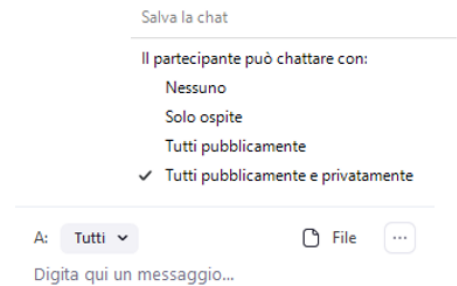 Salva la chat
Il partecipante può chattare con:
Nessuno
Solo ospite
Tutti pubblicamente
Tutti pubblicamente e privatamente
A: Tutti File
Digita qui un messaggio...